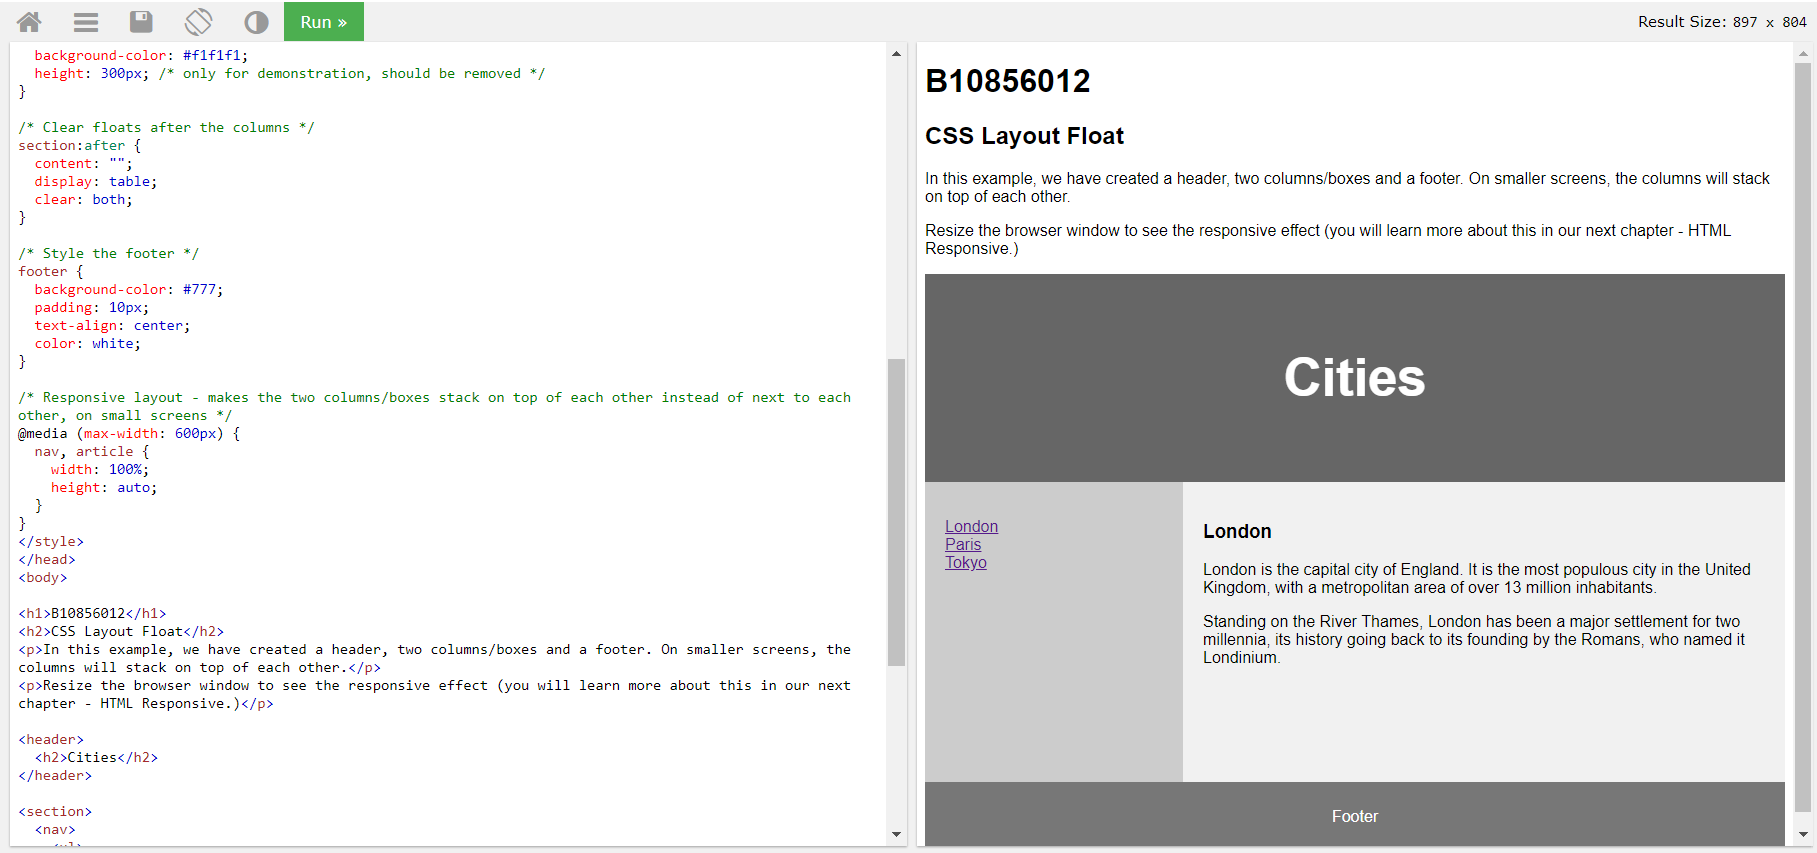 Run »
Result Size: 897 x 804
  background-color: #f1f1f1;
  height: 300px; /* only for demonstration, should be removed */
}
/* Clear floats after the columns */
section:after {
  content: "";
  display: table;
  clear: both;
}
/* Style the footer */
footer {
  background-color: #777;
  padding: 10px;
  text-align: center;
  color: white;
}
/* Responsive layout - makes the two columns/boxes stack on top of each other instead of next to each
other, on small screens */
@media (max-width: 600px) {
  nav, article {
    width: 100%;
    height: auto;
  }
}
</style>
</head>
<body>
<h1>B10856012</h1>
<h2>CSS Layout Float</h2>
<p>In this example, we have created a header, two columns/boxes and a footer. On smaller screens, the
columns will stack on top of each other.</p>
<p>Resize the browser window to see the responsive effect (you will learn more about this in our next
chapter - HTML Responsive.)</p>
<header>
  <h2>Cities</h2>
</header>
<section>
  <nav>
    <ul>
B10856012
CSS Layout Float
In this example, we have created a header, two columns/boxes and a footer. On smaller screens, the columns will stack
on top of each other.
Resize the browser window to see the responsive effect (you will learn more about this in our next chapter - HTML
Responsive.)
Cities
London
Paris
Tokyo
London
London is the capital city of England. It is the most populous city in the United
Kingdom, with a metropolitan area of over 13 million inhabitants.
Standing on the River Thames, London has been a major settlement for two
millennia, its history going back to its founding by the Romans, who named it
Londinium.
Footer